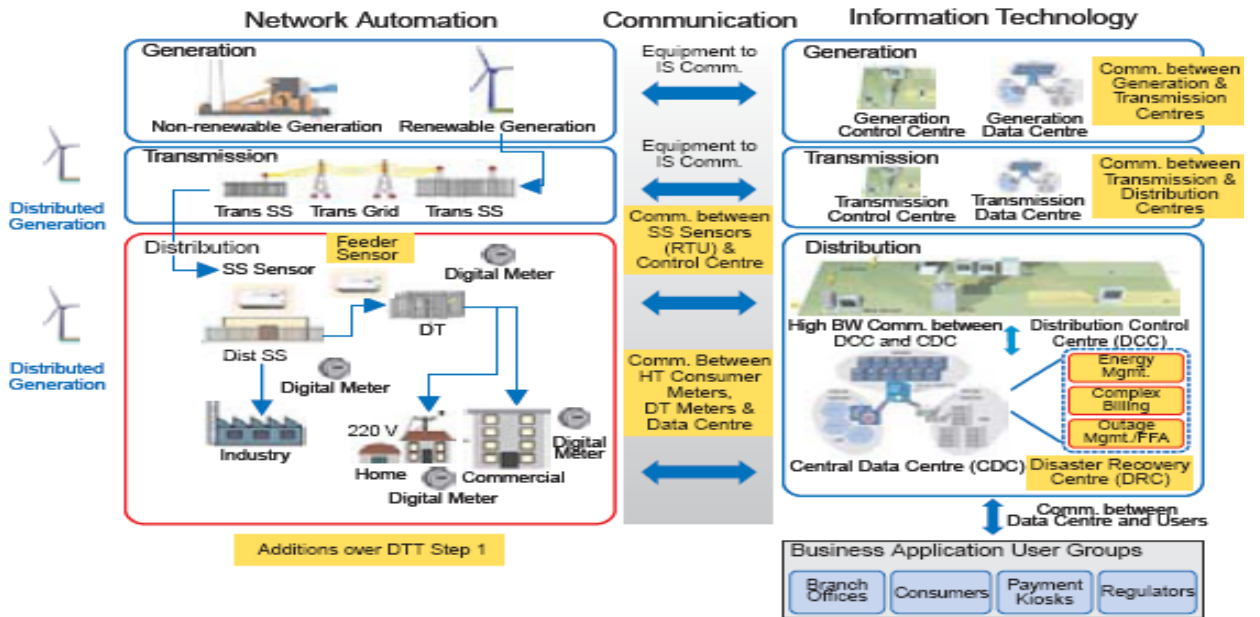 Network Automation
Communication
Information Technology
Generation
Non-renewable Generation
Renewable Generation
Distributed
Generation
Transmission
Trans SS
Trans Grid
Trans SS
Distributed
Generation
Distribution
Feeder
Sensor
SS Sensor
Digital Meter
DT
Dist SS
Digital Meter
Industry
220 V
Home
Digital Meter
Commercial
Digital
Meter
Additions over DTT Step 1
Equipment to
IS Comm.
Equipment to
IS Comm.
Comm. between
SS Sensors
(RTU) &
Control Centre
Comm. Between
HT Consumer
Meters,
DT Meters &
Data Centre
Generation
Generation
Control Centre
Generation
Data Centre
Comm. between
Generation &
Transmission
Centres
Transmission
Transmission
Control Centre
Transmission
Data Centre
Comm. between
Transmission &
Distribution
Centres
Distribution
High BW Comm. between
DCC and CDC
Distribution Control
Centre (DCC)
Energy
Mgmt.
Complex
Billing
Outage
Mgmt./FFA
Central Data Centre (CDC)
Disaster Recovery
Centre (DRC)
Comm. between
Data Centre and Users
Business Application User Groups
Branch
Offices
Consumers
Payment
Kiosks
Regulators